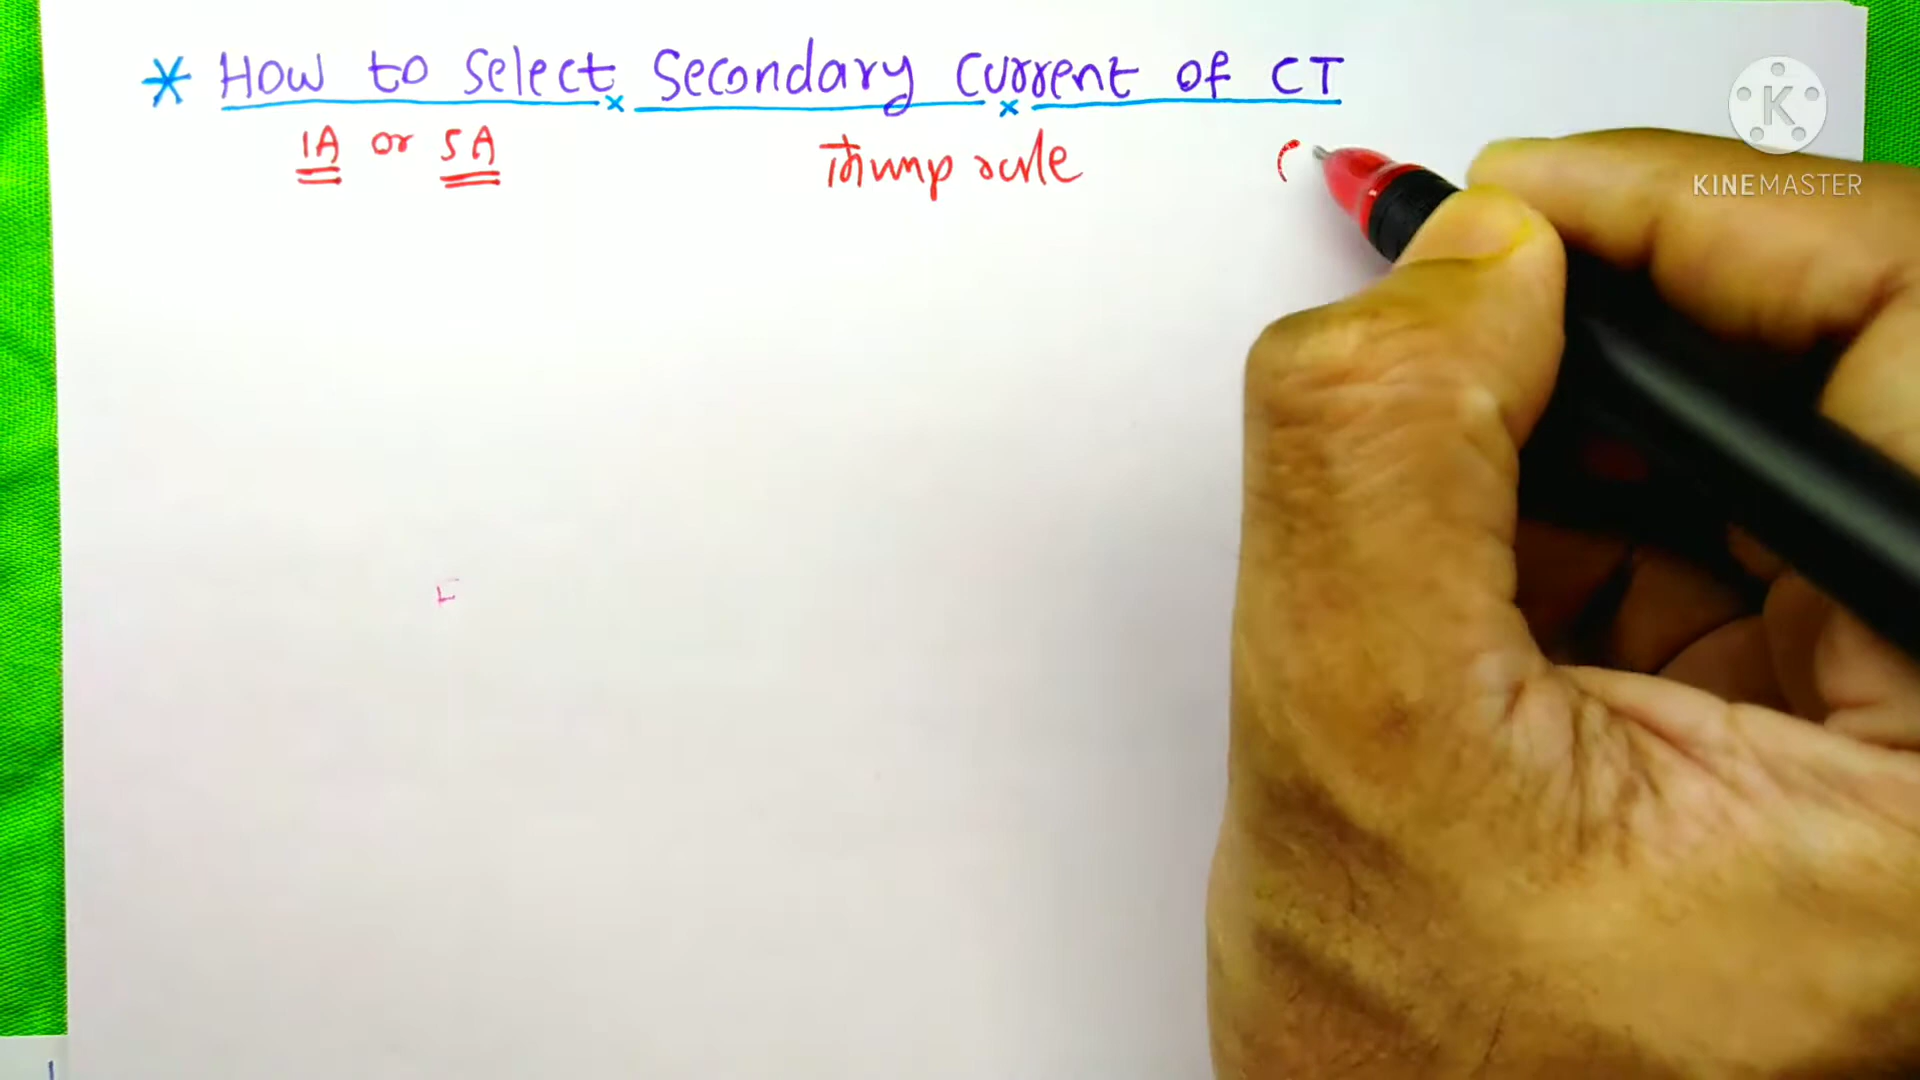 * How to Select Secondary Current of CT
1A or 5A Thump rule (
K
KINEMASTER